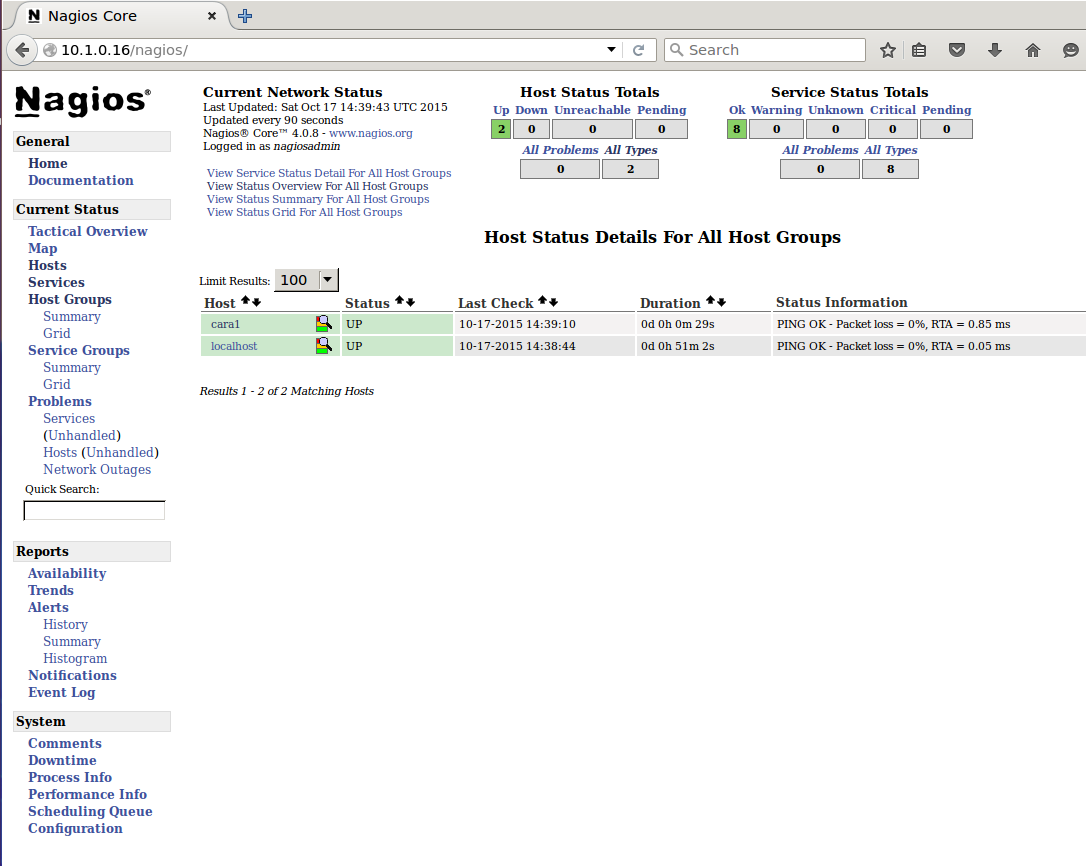 Nagios Core
10.1.0.16/nagios/
Search
Nagios®
General
Home
Documentation
Current Status
Tactical Overview
Map
Hosts
Services
Host Groups
Summary
Grid
Service Groups
Summary
Grid
Problems
Services
(Unhandled)
Hosts (Unhandled)
Network Outages
Quick Search:
Reports
Availability
Trends
Alerts
History
Summary
Histogram
Notifications
Event Log
System
Comments
Downtime
Process Info
Performance Info
Scheduling Queue
Configuration
Current Network Status
Last Updated: Sat Oct 17 14:39:43 UTC 2015
Updated every 90 seconds
Nagios® Core™ 4.0.8 - www.nagios.org
Logged in as nagiosadmin
View Service Status Detail For All Host Groups
View Status Overview For All Host Groups
View Status Summary For All Host Groups
View Status Grid For All Host Groups
Host Status Totals
Up Down Unreachable Pending
2 0 0 0
All Problems All Types
0 2
Service Status Totals
Ok Warning Unknown Critical Pending
8 0 0 0 0
All Problems All Types
0 8
Host Status Details For All Host Groups
Limit Results: 100
Host Status Last Check Duration Status Information
cara1 UP 10-17-2015 14:39:10 0d 0h 0m 29s PING OK - Packet loss = 0%, RTA = 0.85 ms
localhost UP 10-17-2015 14:38:44 0d 0h 51m 2s PING OK - Packet loss = 0%, RTA = 0.05 ms
Results 1 - 2 of 2 Matching Hosts